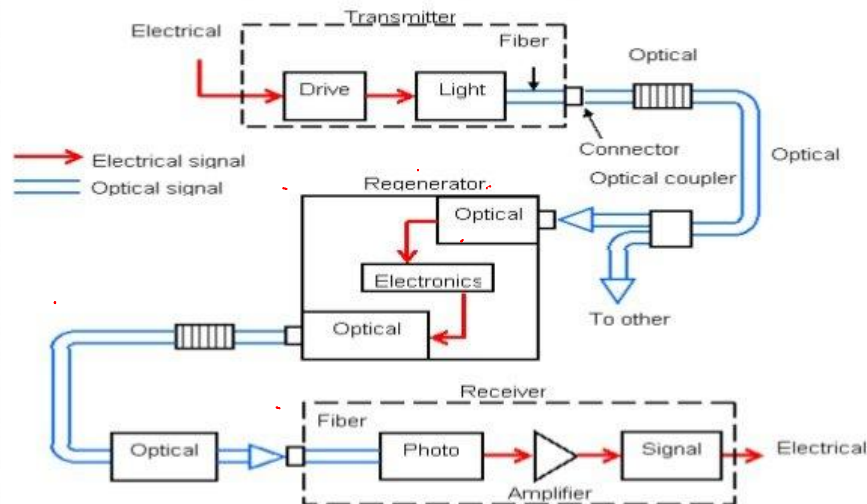 Transmitter
Electrical
Fiber
Optical
Drive
Light
Connector
Electrical signal
Optical signal
Optical
Optical coupler
Regenerator
Optical
Electronics
Optical
To other
Receiver
Fiber
Optical
Photo
Signal
Electrical
Amplifier